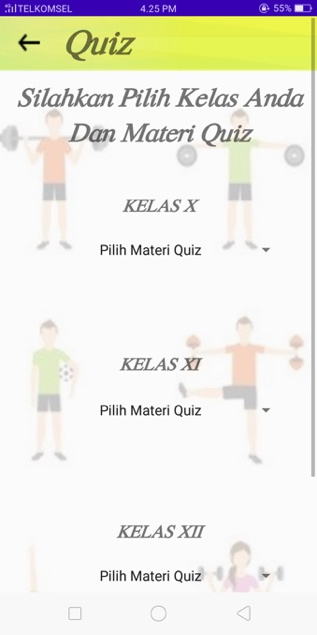 TELKOMSEL 4.25 PM 55%
Quiz
Silahkan Pilih Kelas Anda
Dan Materi Quiz
KELAS X
Pilih Materi Quiz
KELAS XI
Pilih Materi Quiz
KELAS XII
Pilih Materi Quiz